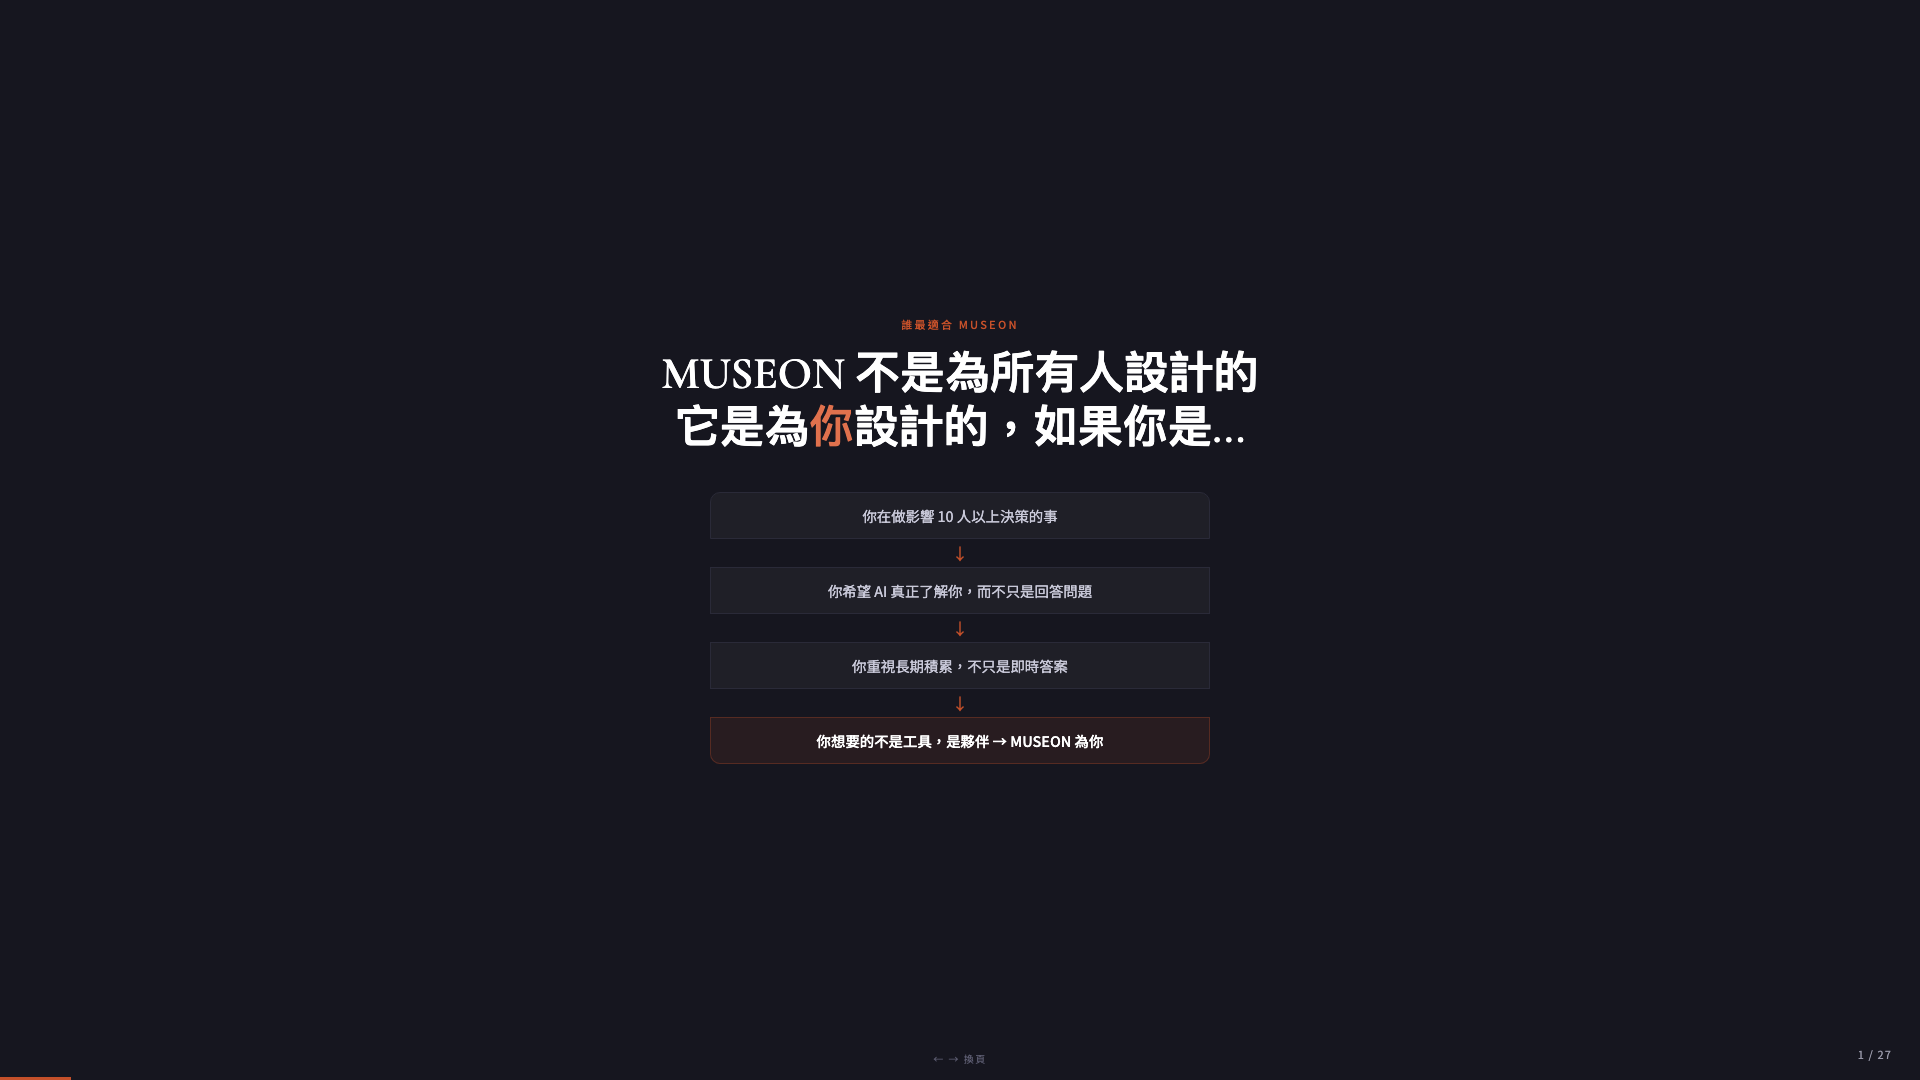 誰最適合 MUSEON
MUSEON 不是為所有人設計的
它是為你設計的，如果你是...
你在做影響 10 人以上決策的事
↓
你希望 AI 真正了解你，而不只是回答問題
↓
你重視長期積累，不只是即時答案
↓
你想要的不是工具，是夥伴 → MUSEON 為你
← → 換頁
1 / 27